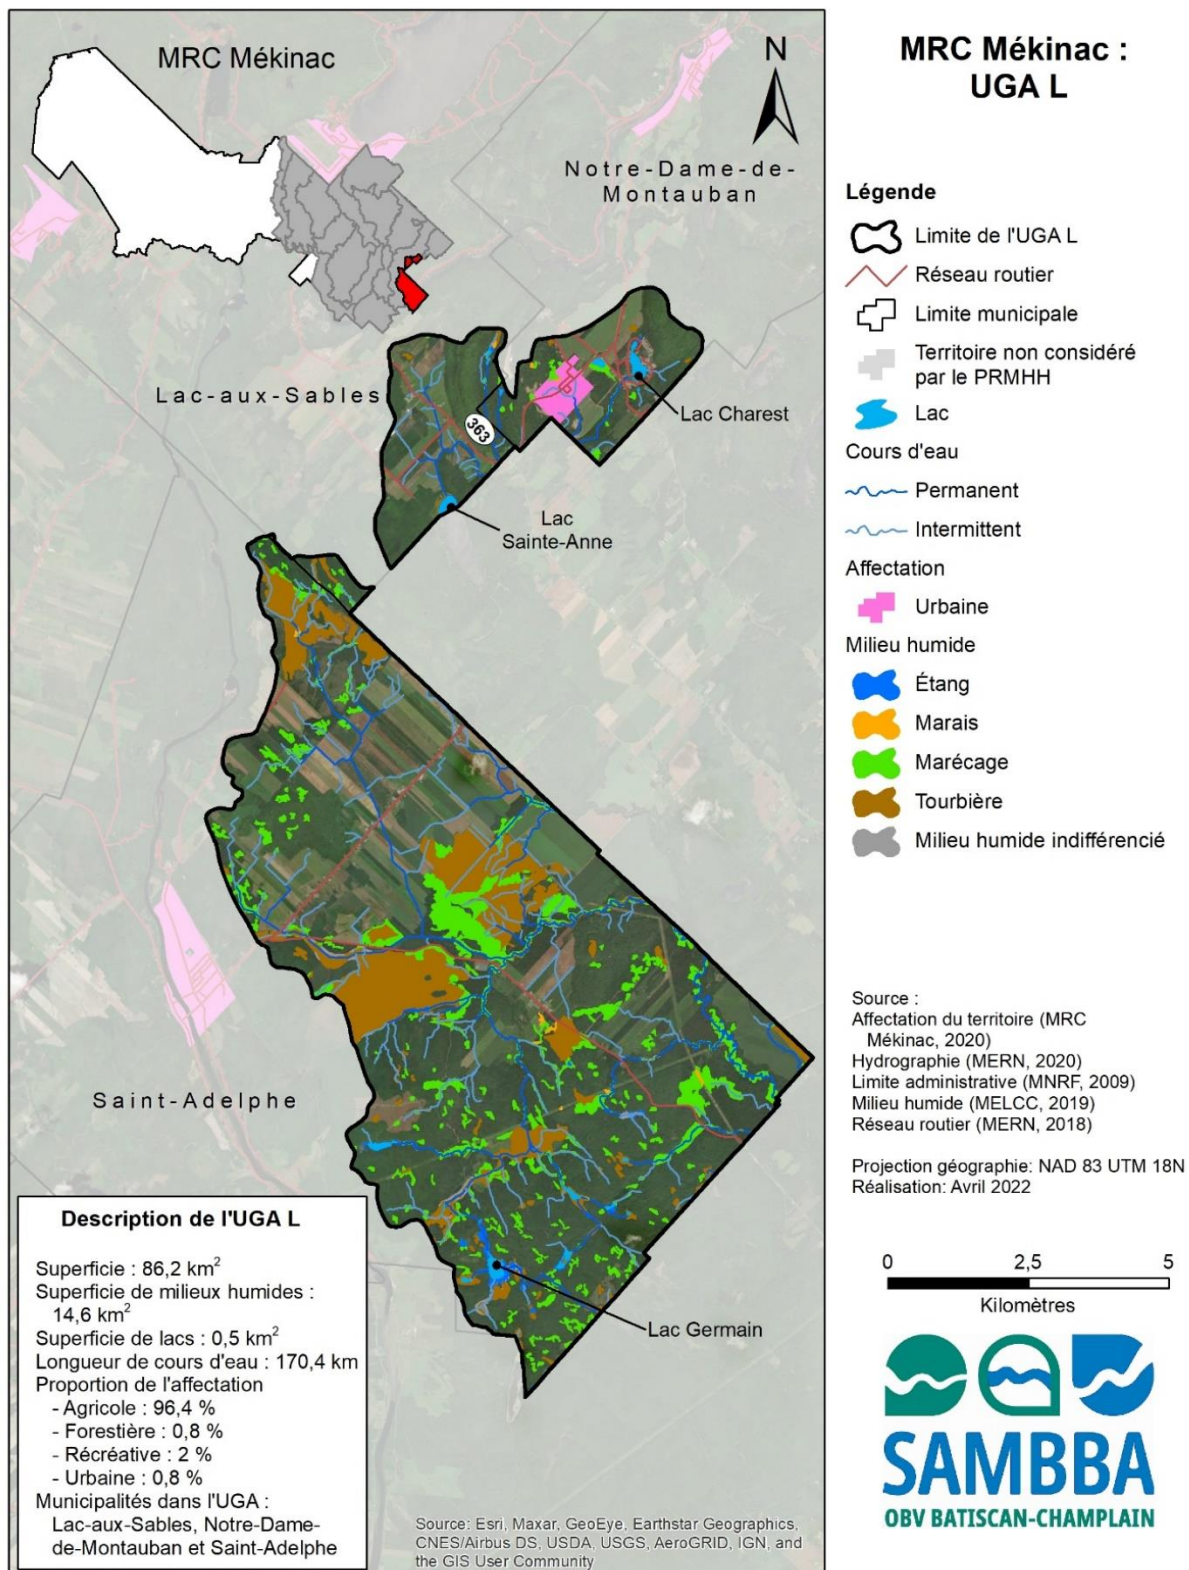 MRC Mékinac
N
Notre-Dame-de-
Montauban
Lac-aux-Sables
363
Lac Charest
Lac
Sainte-Anne
Saint-Adelphe
Lac Germain
Description de l'UGA L
Superficie : 86,2 km²
Superficie de milieux humides :
14,6 km²
Superficie de lacs : 0,5 km²
Longueur de cours d'eau : 170,4 km
Proportion de l'affectation
- Agricole : 96,4 %
- Forestière : 0,8 %
- Récréative : 2 %
- Urbaine : 0,8 %
Municipalités dans l'UGA :
Lac-aux-Sables, Notre-Dame-
de-Montauban et Saint-Adelphe
Source: Esri, Maxar, GeoEye, Earthstar Geographics,
CNES/Airbus DS, USDA, USGS, AeroGRID, IGN, and
the GIS User Community
MRC Mékinac :
UGA L
Légende
Limite de l'UGA L
Réseau routier
Limite municipale
Territoire non considéré
par le PRMHH
Lac
Cours d'eau
Permanent
Intermittent
Affectation
Urbaine
Milieu humide
Étang
Marais
Marécage
Tourbière
Milieu humide indifférencié
Source :
Affectation du territoire (MRC
Mékinac, 2020)
Hydrographie (MERN, 2020)
Limite administrative (MNRF, 2009)
Milieu humide (MELCC, 2019)
Réseau routier (MERN, 2018)
Projection géographie: NAD 83 UTM 18N
Réalisation: Avril 2022
0 2,5 5
Kilomètres
SAMBBA
OBV BATISCAN-CHAMPLAIN